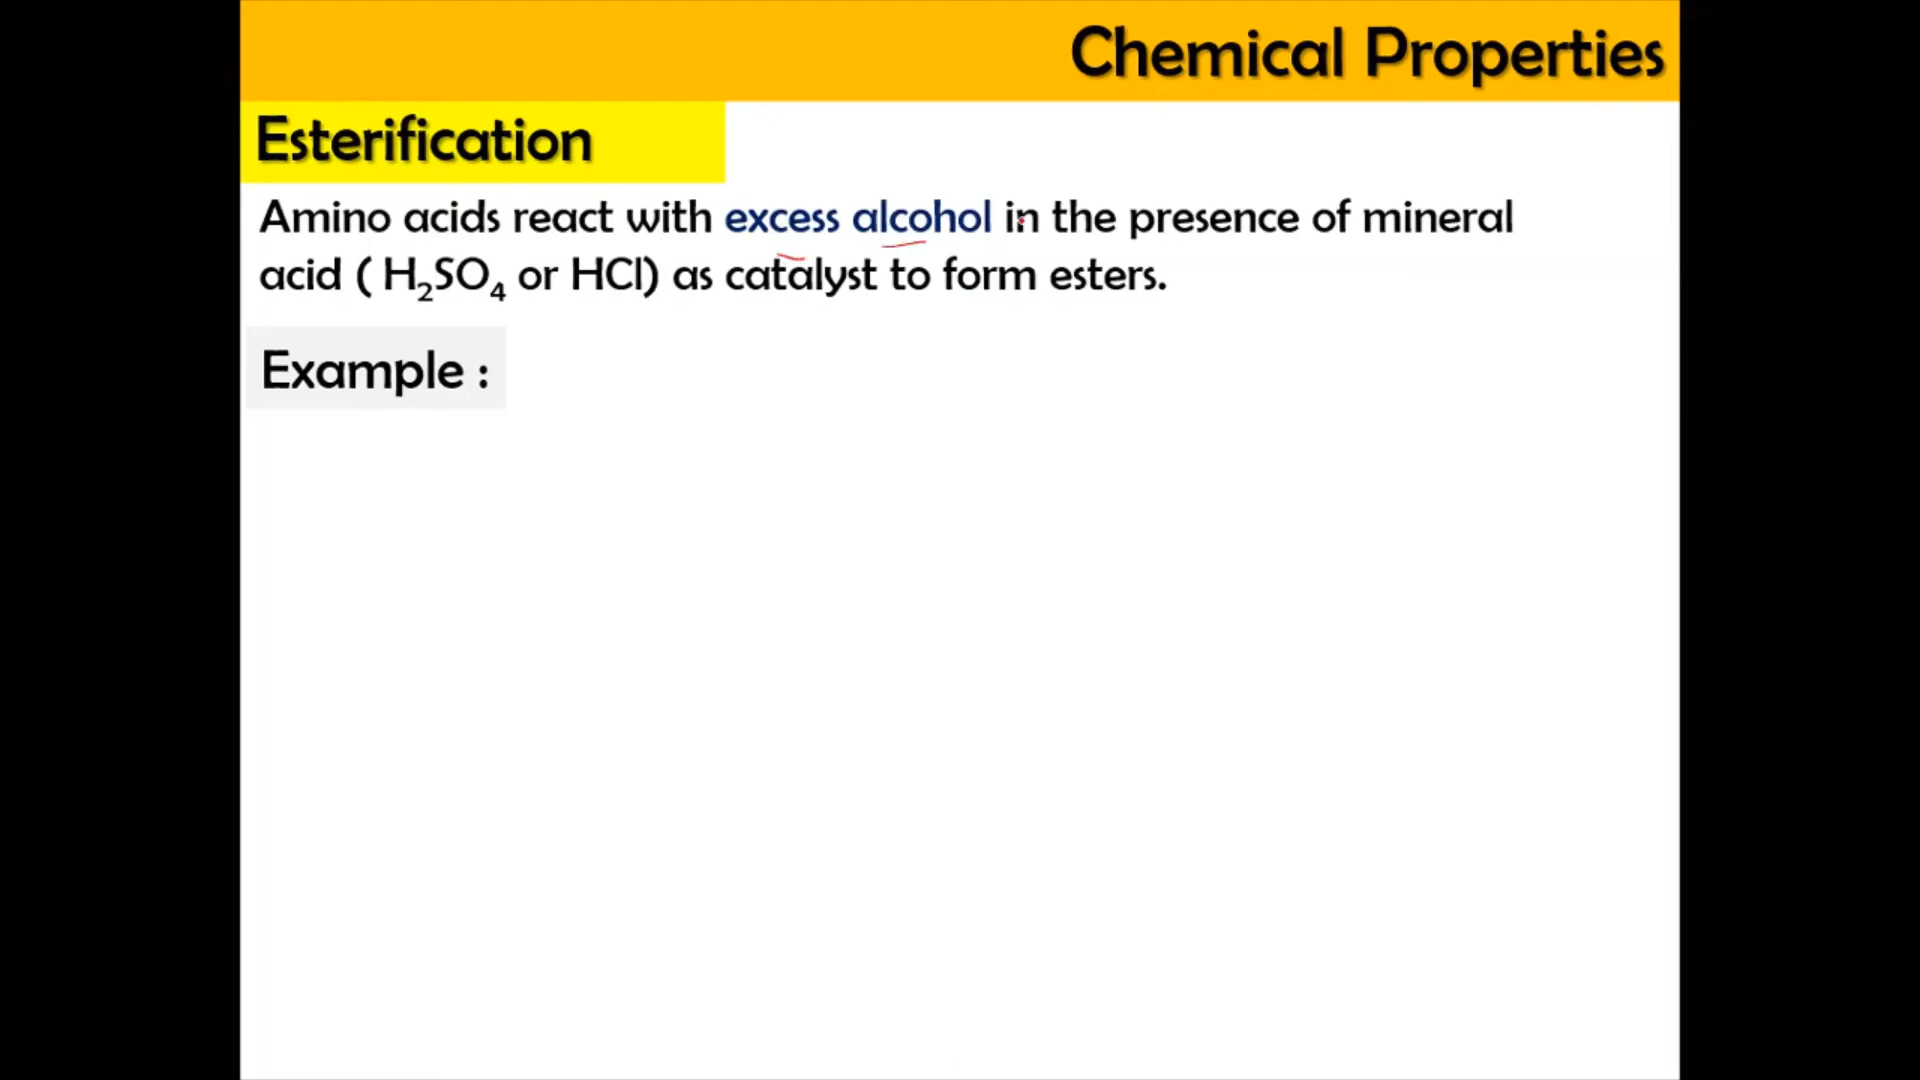 Chemical Properties
Esterification
Amino acids react with excess alcohol in the presence of mineral
acid ( H₂SO₄ or HCl) as catalyst to form esters.
Example :